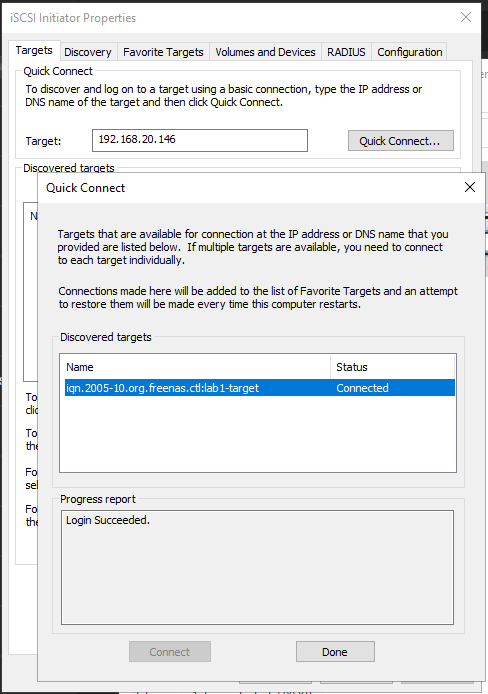 iSCSI Initiator Properties
Targets Discovery Favorite Targets Volumes and Devices RADIUS Configuration
Quick Connect
To discover and log on to a target using a basic connection, type the IP address or
DNS name of the target and then click Quick Connect.
Target: 192.168.20.146 Quick Connect...
Discovered targets
Quick Connect
Targets that are available for connection at the IP address or DNS name that you
provided are listed below. If multiple targets are available, you need to connect
to each target individually.
Connections made here will be added to the list of Favorite Targets and an attempt
to restore them will be made every time this computer restarts.
Discovered targets
Name Status
iqn.2005-10.org.freenas.ctl:lab1-target Connected
To
clic
To
the
For
sel
For
the
Progress report
Login Succeeded.
Connect Done